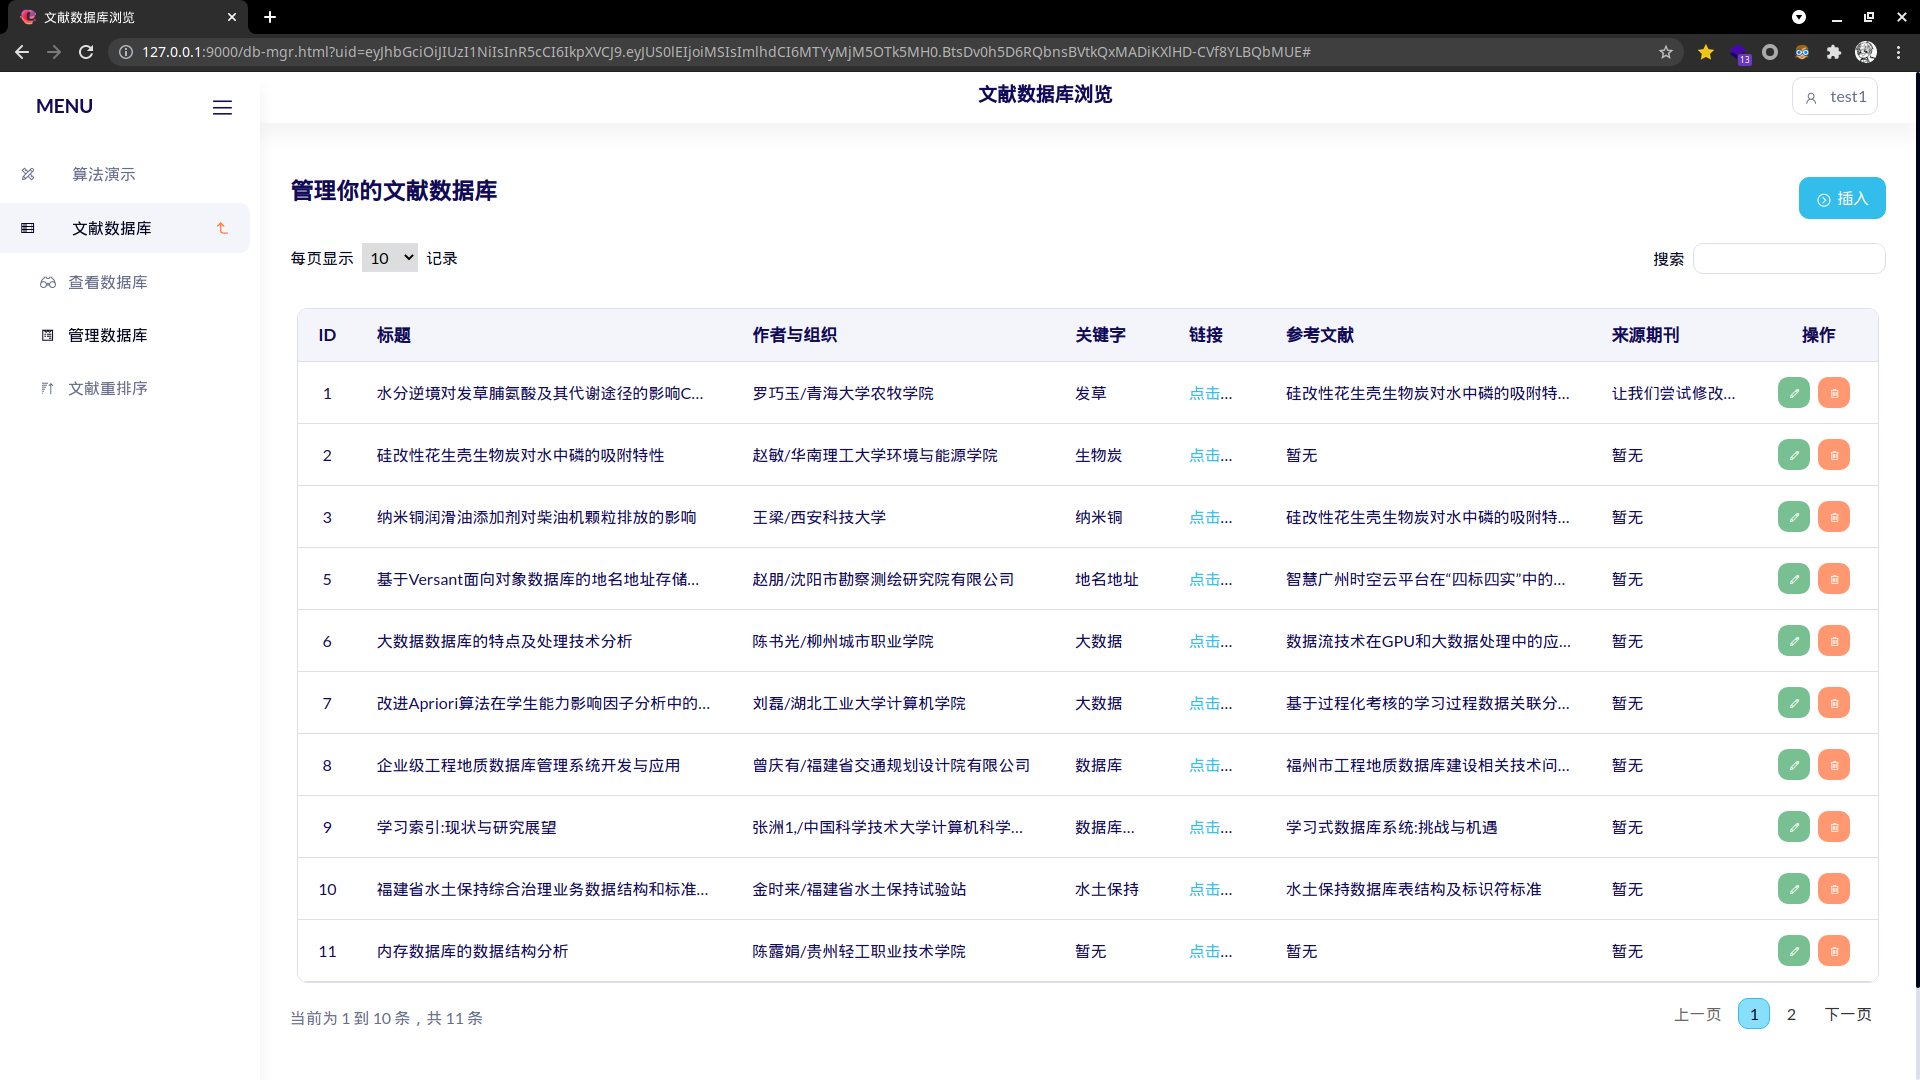 文献数据库浏览
127.0.0.1:9000/db-mgr.html?uid=eyJhbGciOiJIUzI1NiIsInR5cCI6IkpXVCJ9.eyJUS0lEIjoiMSIsImlhdCI6MTYyMjM5OTk5MH0.BtsDv0h5D6RQbnsBVtkQxMADiKXlHD-CVf8YLBQbMUE#
13
MENU
文献数据库浏览
test1
算法演示
文献数据库
查看数据库
管理数据库
文献重排序
管理你的文献数据库
插入
每页显示 10 记录
搜索
ID 标题 作者与组织 关键字 链接 参考文献 来源期刊 操作
1 水分逆境对发草脯氨酸及其代谢途径的影响C... 罗巧玉/青海大学农牧学院 发草 点击... 硅改性花生壳生物炭对水中磷的吸附特... 让我们尝试修改...
2 硅改性花生壳生物炭对水中磷的吸附特性 赵敏/华南理工大学环境与能源学院 生物炭 点击... 暂无 暂无
3 纳米铜润滑油添加剂对柴油机颗粒排放的影响 王梁/西安科技大学 纳米铜 点击... 硅改性花生壳生物炭对水中磷的吸附特... 暂无
5 基于Versant面向对象数据库的地名地址存储... 赵朋/沈阳市勘察测绘研究院有限公司 地名地址 点击... 智慧广州时空云平台在“四标四实”中的... 暂无
6 大数据数据库的特点及处理技术分析 陈书光/柳州城市职业学院 大数据 点击... 数据流技术在GPU和大数据处理中的应... 暂无
7 改进Apriori算法在学生能力影响因子分析中的... 刘磊/湖北工业大学计算机学院 大数据 点击... 基于过程化考核的学习过程数据关联分... 暂无
8 企业级工程地质数据库管理系统开发与应用 曾庆有/福建省交通规划设计院有限公司 数据库 点击... 福州市工程地质数据库建设相关技术问... 暂无
9 学习索引:现状与研究展望 张洲1,/中国科学技术大学计算机科学... 数据库... 点击... 学习式数据库系统:挑战与机遇 暂无
10 福建省水土保持综合治理业务数据结构和标准... 金时来/福建省水土保持试验站 水土保持 点击... 水土保持数据库表结构及标识符标准 暂无
11 内存数据库的数据结构分析 陈露娟/贵州轻工职业技术学院 暂无 点击... 暂无 暂无
当前为 1 到 10 条，共 11 条
上一页 1 2 下一页